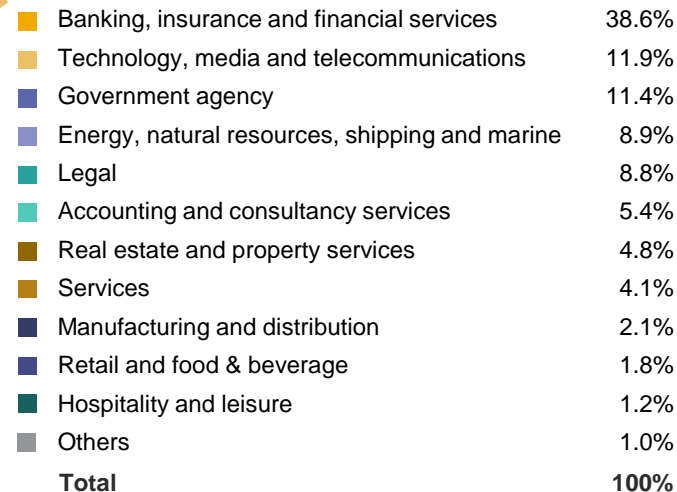 Banking, insurance and financial services 38.6%
Technology, media and telecommunications 11.9%
Government agency 11.4%
Energy, natural resources, shipping and marine 8.9%
Legal 8.8%
Accounting and consultancy services 5.4%
Real estate and property services 4.8%
Services 4.1%
Manufacturing and distribution 2.1%
Retail and food & beverage 1.8%
Hospitality and leisure 1.2%
Others 1.0%
Total 100%